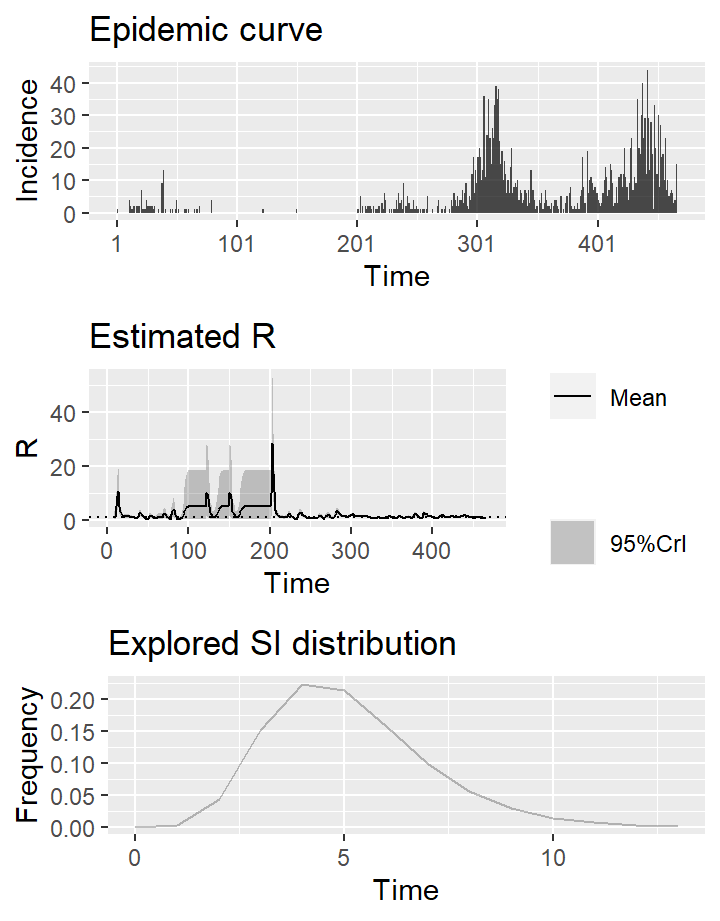 Epidemic curve
Incidence
40
30
20
10
0
1 101 201 301 401
Time
Estimated R
R
40
20
0
0 100 200 300 400
Time
Mean
95%CrI
Explored SI distribution
Frequency
0.20
0.15
0.10
0.05
0.00
0 5 10
Time